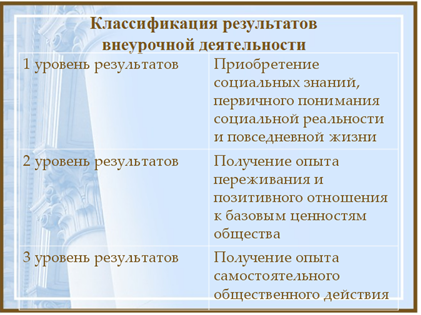 Классификация результатов
внеурочной деятельности
1 уровень результатов
Приобретение
социальных знаний,
первичного понимания
социальной реальности
и повседневной жизни
2 уровень результатов
Получение опыта
переживания и
позитивного отношения
к базовым ценностям
общества
3 уровень результатов
Получение опыта
самостоятельного
общественного действия